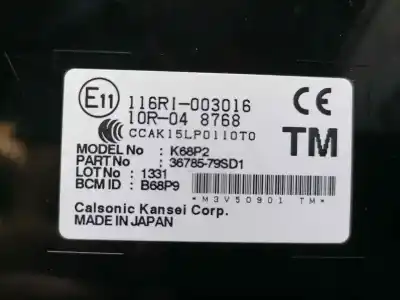 E11 116RI-003016
10R-04 8768
CCAK15LP0110T0
CE
TM
MODEL No : K68P2
PART No : 36785-79SD1
LOT No : 1331
BCM ID : B68P9
*M3V50901 TM*
Calsonic Kansei Corp.
MADE IN JAPAN